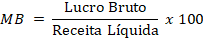 MB = Lucro Bruto / Receita Líquida x 100